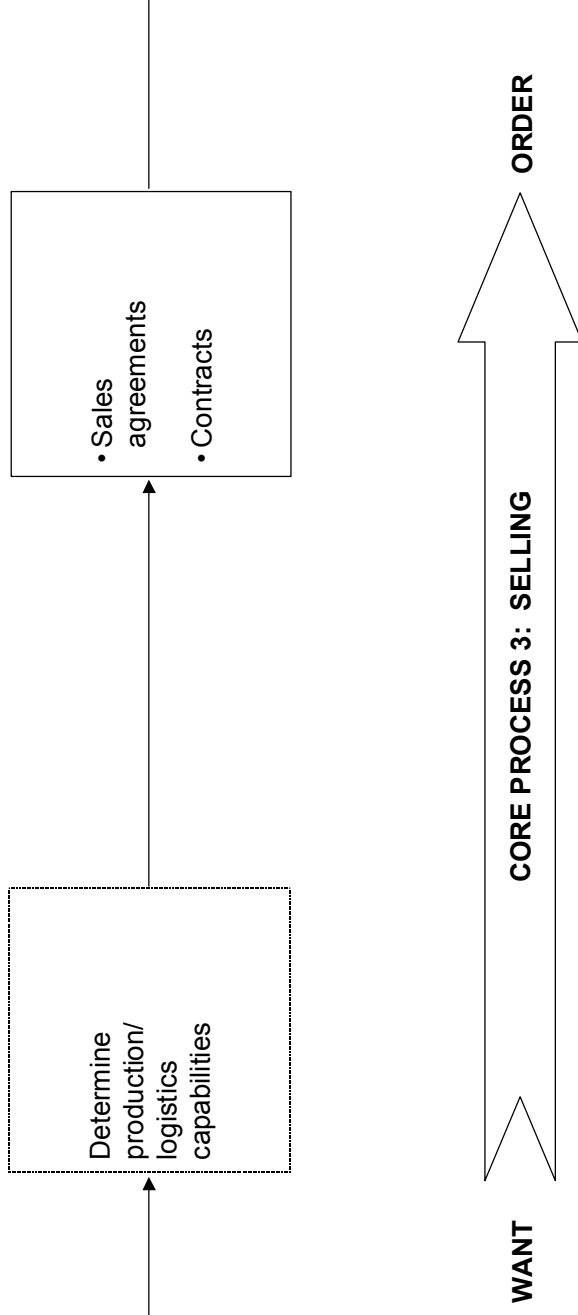 Determine
production/
logistics
capabilities
• Sales
agreements
• Contracts
WANT
CORE PROCESS 3: SELLING
ORDER